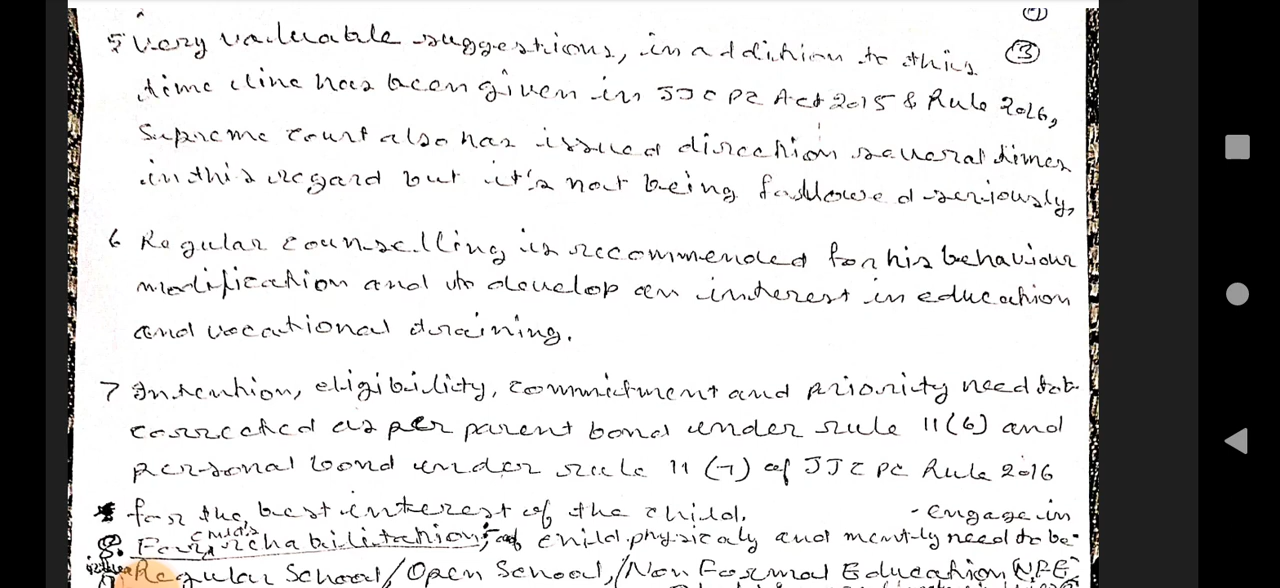 ③
5 Very valuable suggestions, in addition to this
time line has been given in JJCPC Act 2015 & Rule 2016,
Supreme court also has issued direction several times
in this regard but it's not being followed seriously,
6 Regular counselling is recommended for his behaviour
modification and to develop an interest in education
and vocational training.
7 Intention, eligibility, commitment and priority need to be
corrected as per parent bond under rule 11(6) and
personal bond under rule 11(7) of JJCPC Rule 2016
for the best interest of the child.
- engage in
8. For child's rehabilitation, child physicaly and mently need to be
Regular School/Open School/Non Formal Education (NFE)